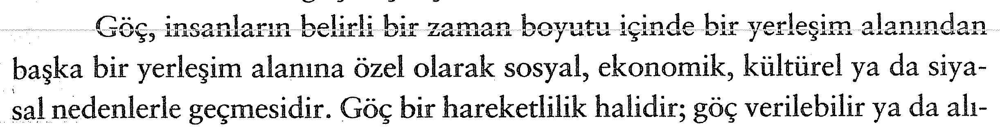 Göç, insanların belirli bir zaman boyutu içinde bir yerleşim alanından
başka bir yerleşim alanına özel olarak sosyal, ekonomik, kültürel ya da siya-
sal nedenlerle geçmesidir. Göç bir hareketlilik halidir; göç verilebilir ya da alı-